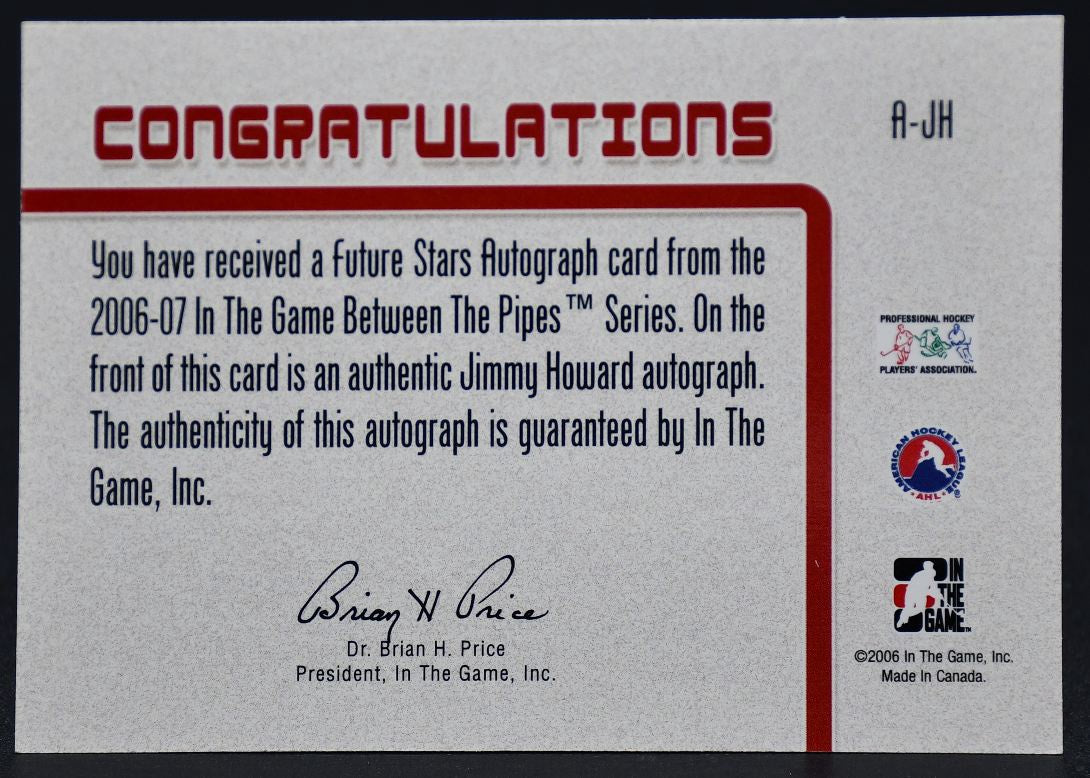 CONGRATULATIONS
A-JH
You have received a Future Stars Autograph card from the
2006-07 In The Game Between The Pipes™ Series. On the
front of this card is an authentic Jimmy Howard autograph.
The authenticity of this autograph is guaranteed by In The
Game, Inc.
Brian H Price
Dr. Brian H. Price
President, In The Game, Inc.
PROFESSIONAL HOCKEY
PLAYERS' ASSOCIATION.
AMERICAN HOCKEY LEAGUE
AHL
IN
THE
GAME™
©2006 In The Game, Inc.
Made In Canada.